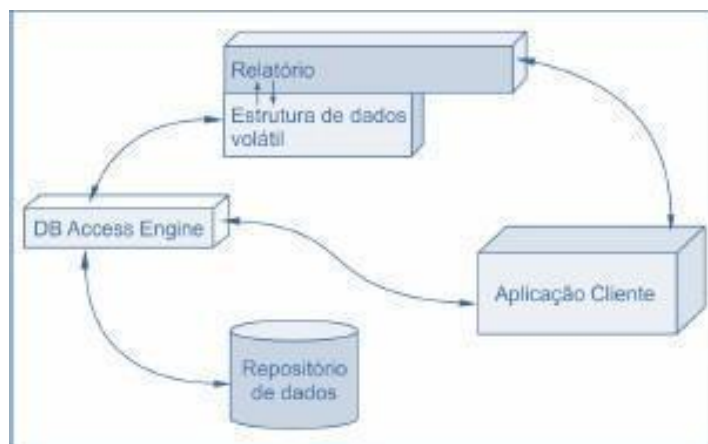 Relatório
Estrutura de dados
volátil
DB Access Engine
Aplicação Cliente
Repositório
de dados